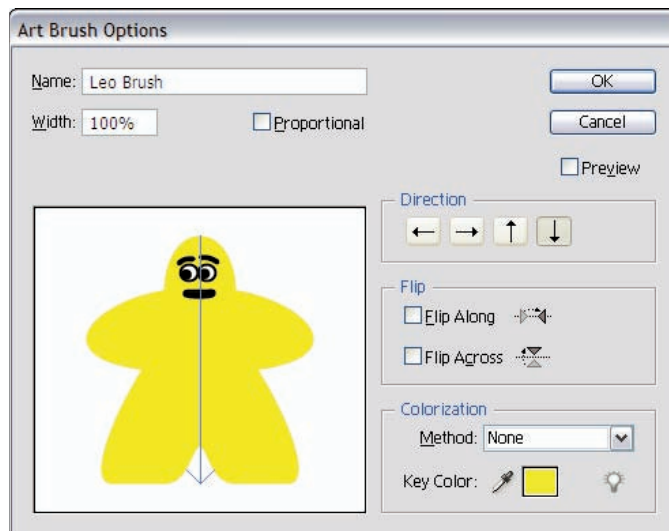 Art Brush Options
Name: Leo Brush
OK
Width: 100%
Proportional
Cancel
Preview
Direction
Flip
Flip Along
Flip Across
Colorization
Method: None
Key Color: